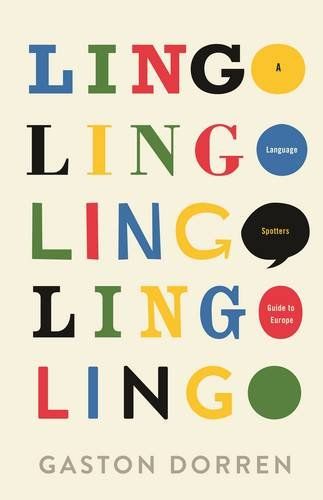 LINGO
A
LINGO
Language
LINGO
Spotters
LINGO
Guide to
Europe
LINGO
GASTON DORREN